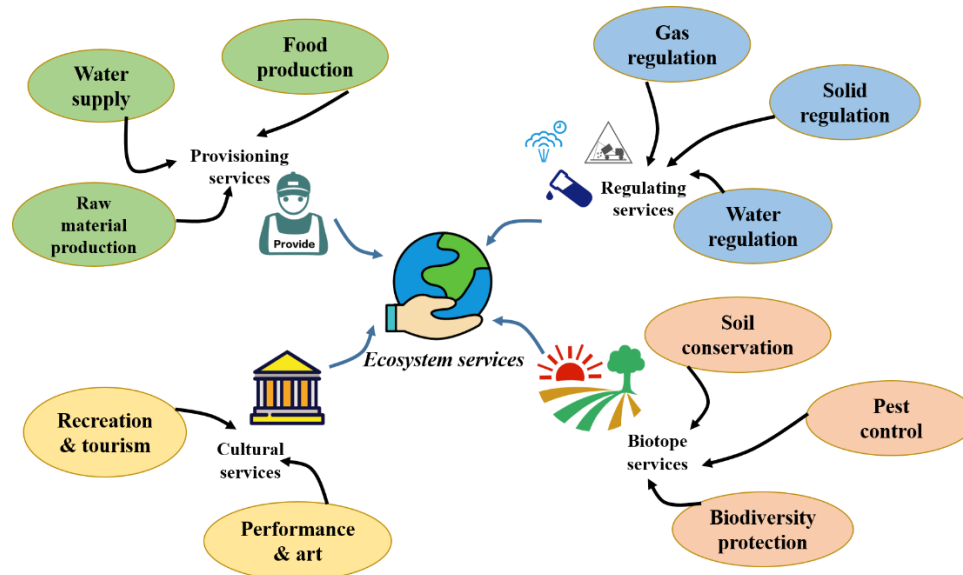 Food
production
Water
supply
Provisioning
services
Raw
material
production
Provide
Gas
regulation
Solid
regulation
Regulating
services
Water
regulation
Ecosystem services
Recreation
& tourism
Cultural
services
Performance
& art
Soil
conservation
Pest
control
Biotope
services
Biodiversity
protection